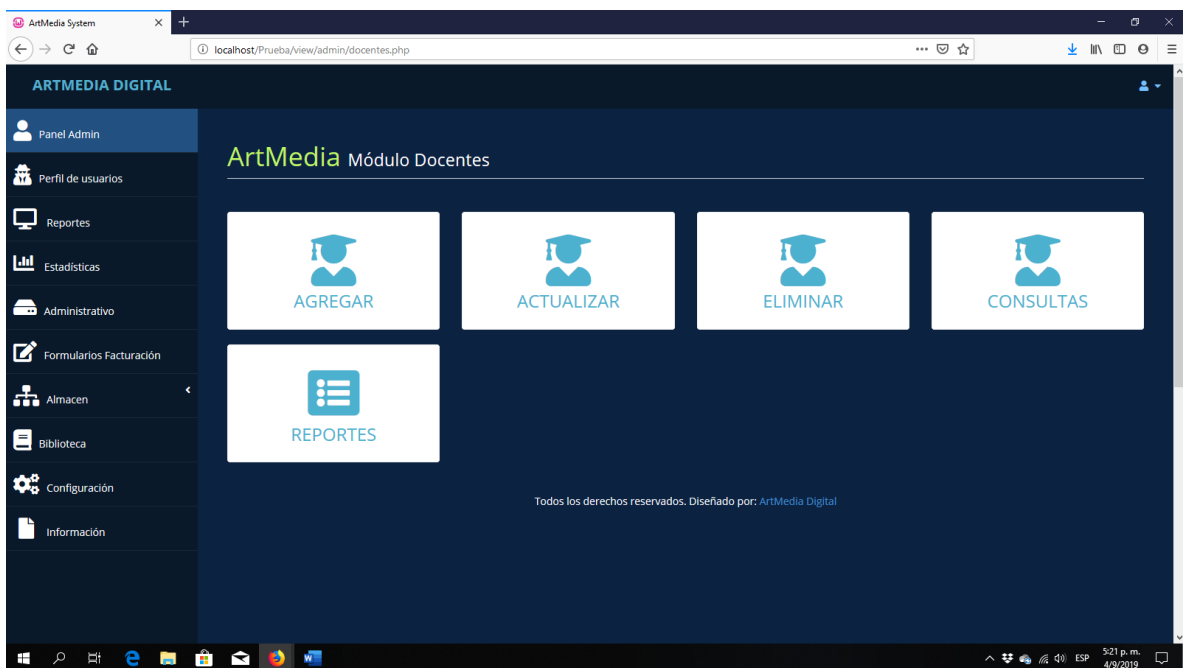 ArtMedia System
localhost/Prueba/view/admin/docentes.php
ARTMEDIA DIGITAL
Panel Admin
Perfil de usuarios
Reportes
Estadísticas
Administrativo
Formularios Facturación
Almacen
Biblioteca
Configuración
Información
ArtMedia Módulo Docentes
AGREGAR
ACTUALIZAR
ELIMINAR
CONSULTAS
REPORTES
Todos los derechos reservados. Diseñado por: ArtMedia Digital
ESP
5:21 p. m.
4/9/2019